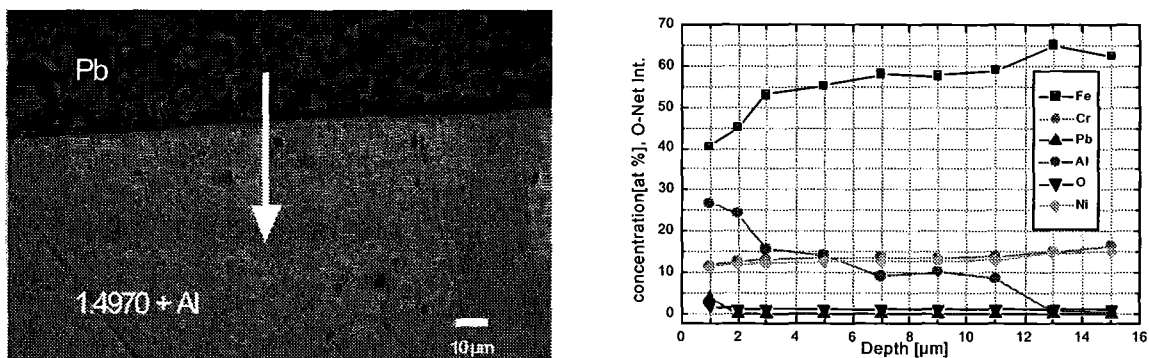 Pb
1.4970 + Al
10µm
concentration[at %], O-Net Int.
70
60
50
40
30
20
10
0
0 2 4 6 8 10 12 14 16
Depth [µm]
Fe
Cr
Pb
Al
O
Ni